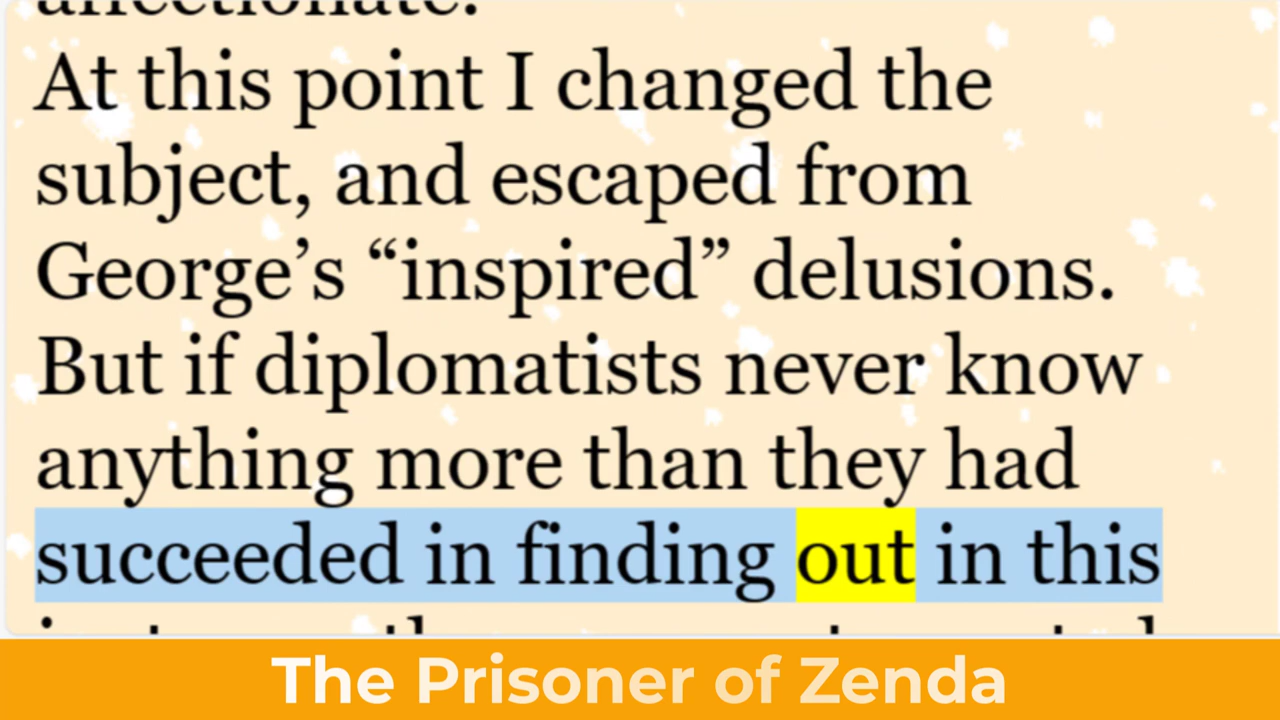 affectionate.
At this point I changed the
subject, and escaped from
George’s “inspired” delusions.
But if diplomatists never know
anything more than they had
succeeded in finding out in this
The Prisoner of Zenda